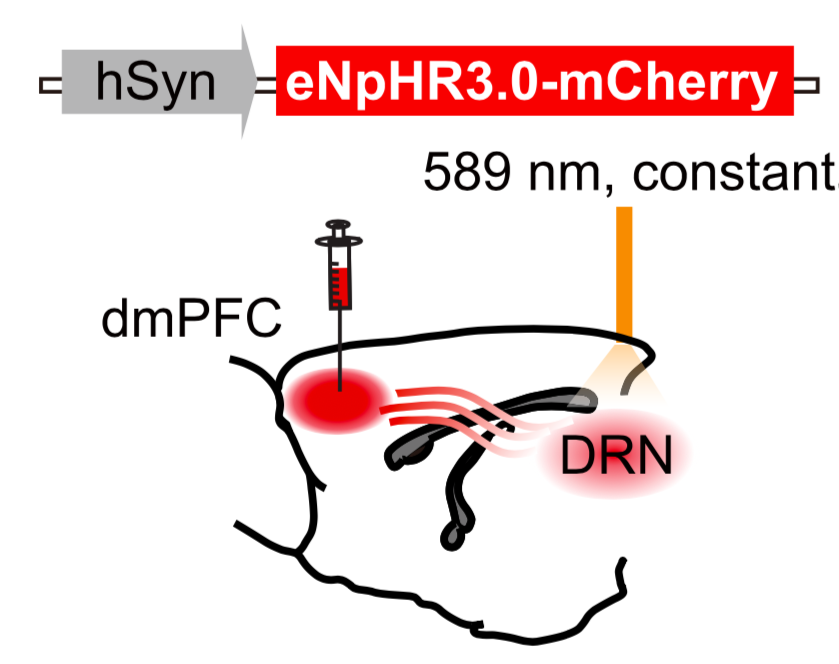 hSyn eNpHR3.0-mCherry
589 nm, constant.
dmPFC
DRN